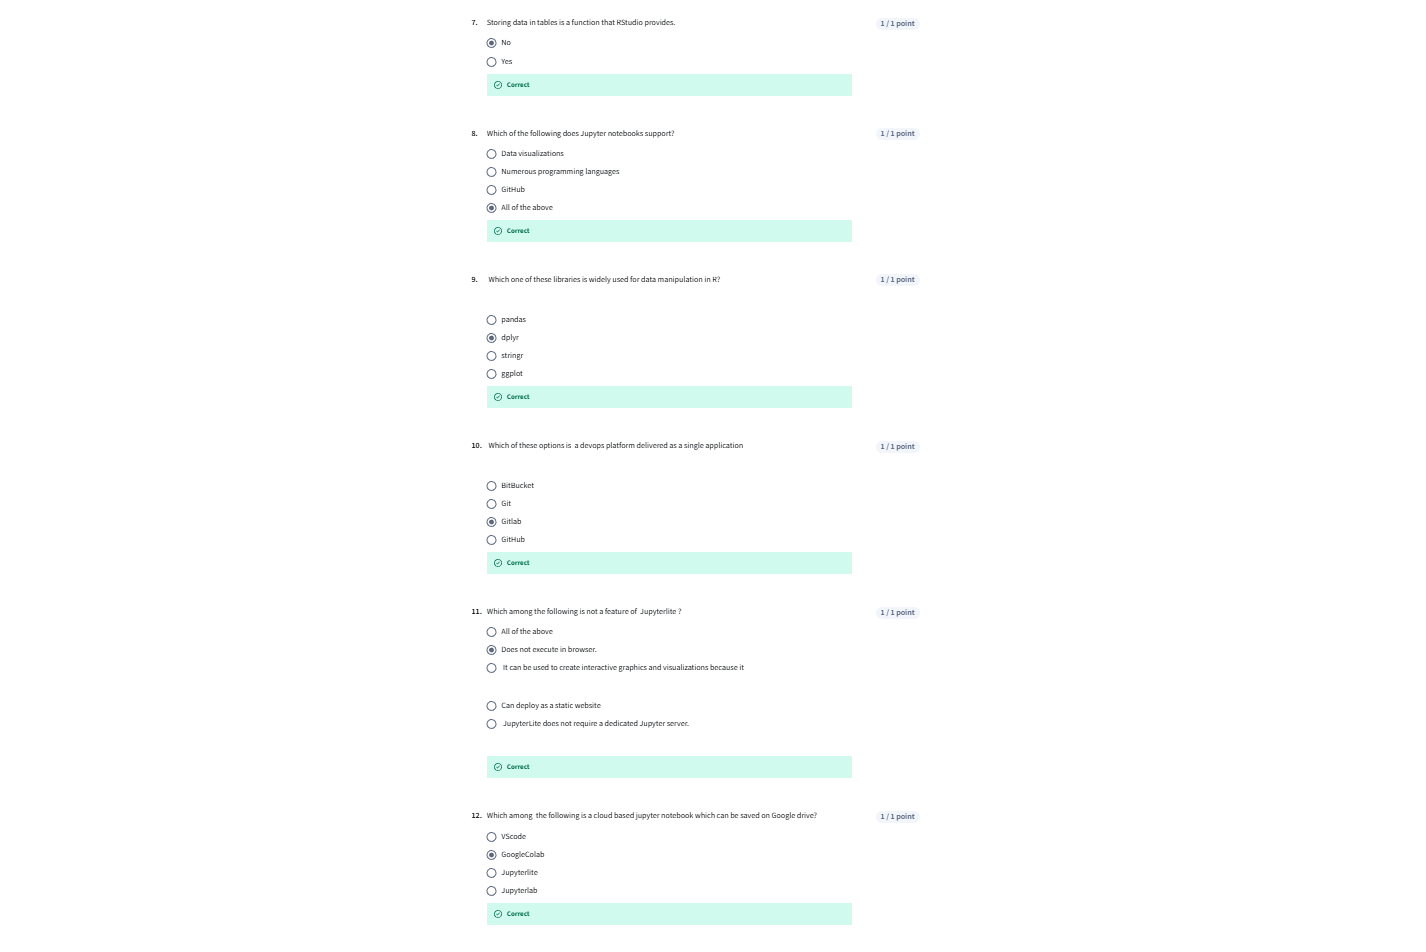 7. Storing data in tables is a function that RStudio provides.
1 / 1 point
No
Yes
Correct
8. Which of the following does Jupyter notebooks support?
1 / 1 point
Data visualizations
Numerous programming languages
GitHub
All of the above
Correct
9. Which one of these libraries is widely used for data manipulation in R?
1 / 1 point
pandas
dplyr
stringr
ggplot
Correct
10. Which of these options is a devops platform delivered as a single application
1 / 1 point
BitBucket
Git
Gitlab
GitHub
Correct
11. Which among the following is not a feature of Jupyterlite ?
1 / 1 point
All of the above
Does not execute in browser.
It can be used to create interactive graphics and visualizations because it
Can deploy as a static website
JupyterLite does not require a dedicated Jupyter server.
Correct
12. Which among the following is a cloud based jupyter notebook which can be saved on Google drive?
1 / 1 point
VScode
GoogleColab
Jupyterlite
Jupyterlab
Correct